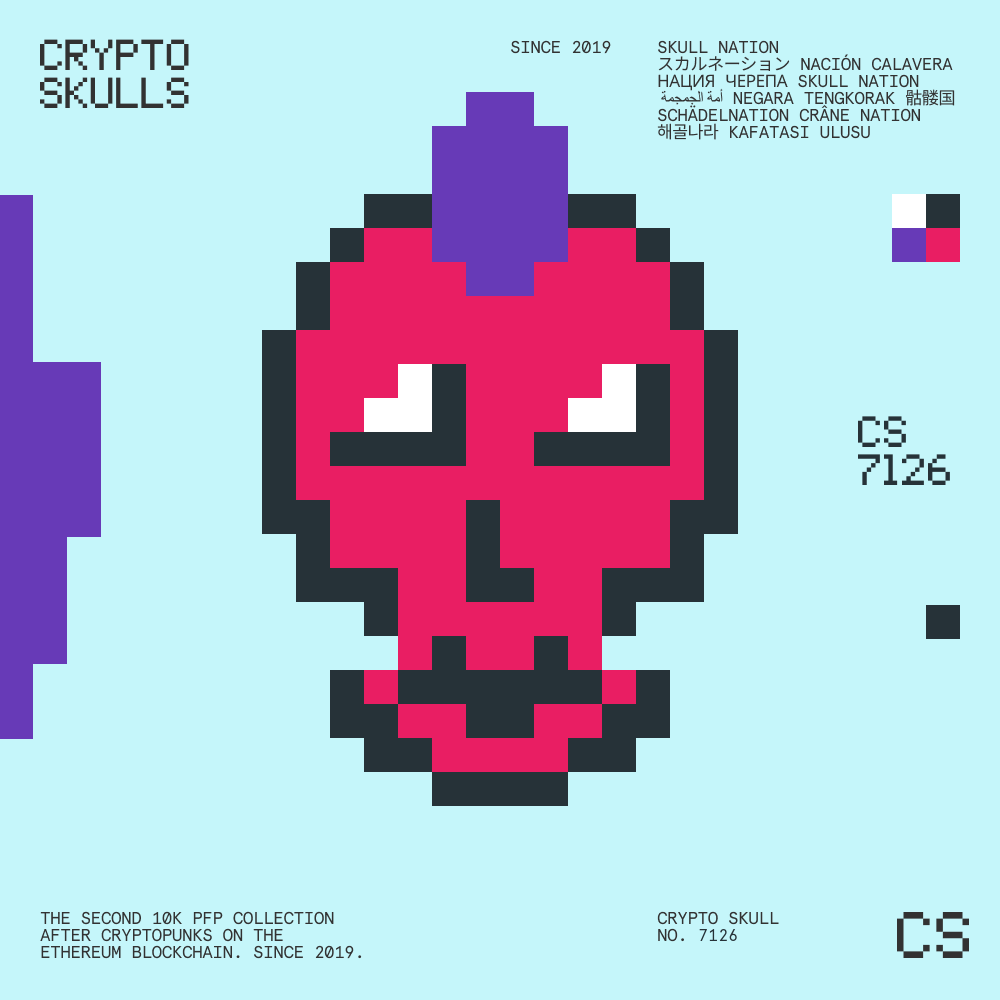 CRYPTO
SKULLS
SINCE 2019
SKULL NATION
スカルネーション NACIÓN CALAVERA
НАЦИЯ ЧЕРЕПА SKULL NATION
أمة الجمجمة NEGARA TENGKORAK 骷髅国
SCHÄDELNATION CRÂNE NATION
해골나라 KAFATASI ULUSU
CS
7126
THE SECOND 10K PFP COLLECTION
AFTER CRYPTOPUNKS ON THE
ETHEREUM BLOCKCHAIN. SINCE 2019.
CRYPTO SKULL
NO. 7126
CS